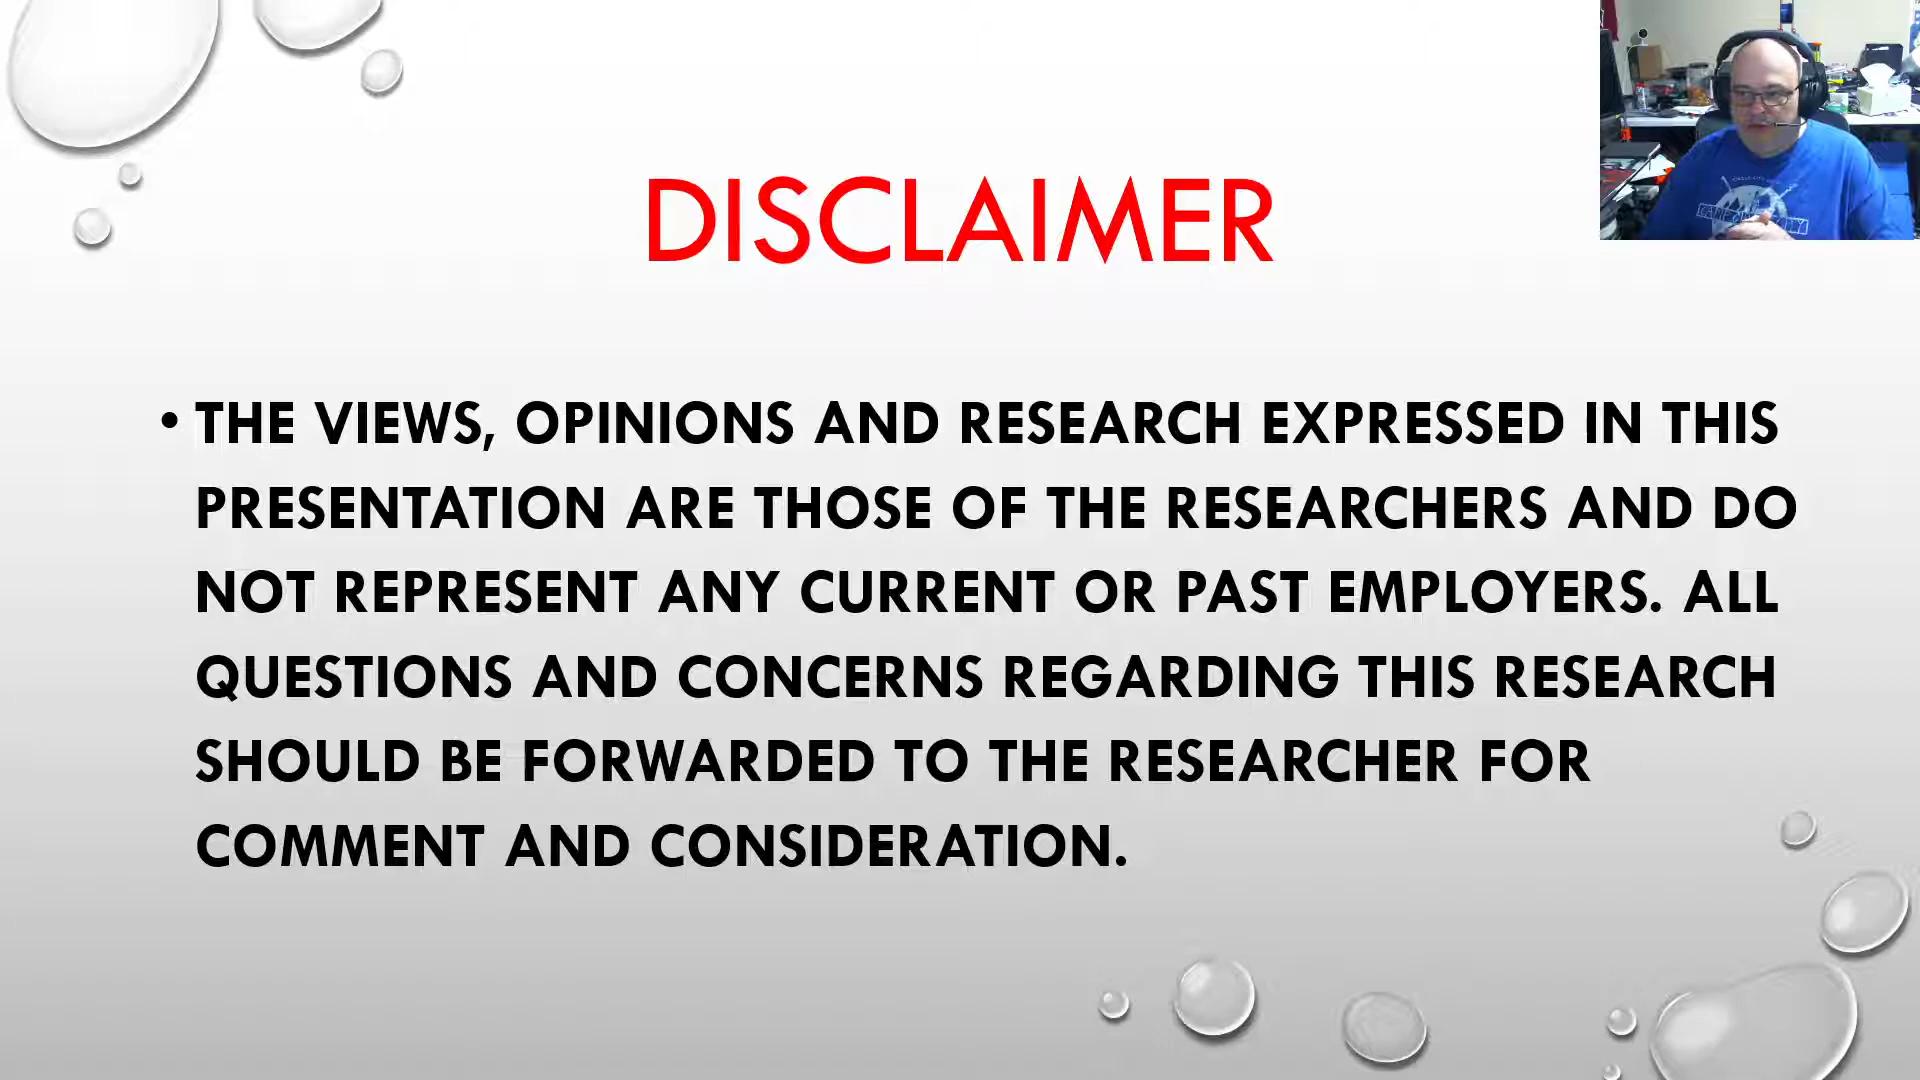 DISCLAIMER
• THE VIEWS, OPINIONS AND RESEARCH EXPRESSED IN THIS
PRESENTATION ARE THOSE OF THE RESEARCHERS AND DO
NOT REPRESENT ANY CURRENT OR PAST EMPLOYERS. ALL
QUESTIONS AND CONCERNS REGARDING THIS RESEARCH
SHOULD BE FORWARDED TO THE RESEARCHER FOR
COMMENT AND CONSIDERATION.